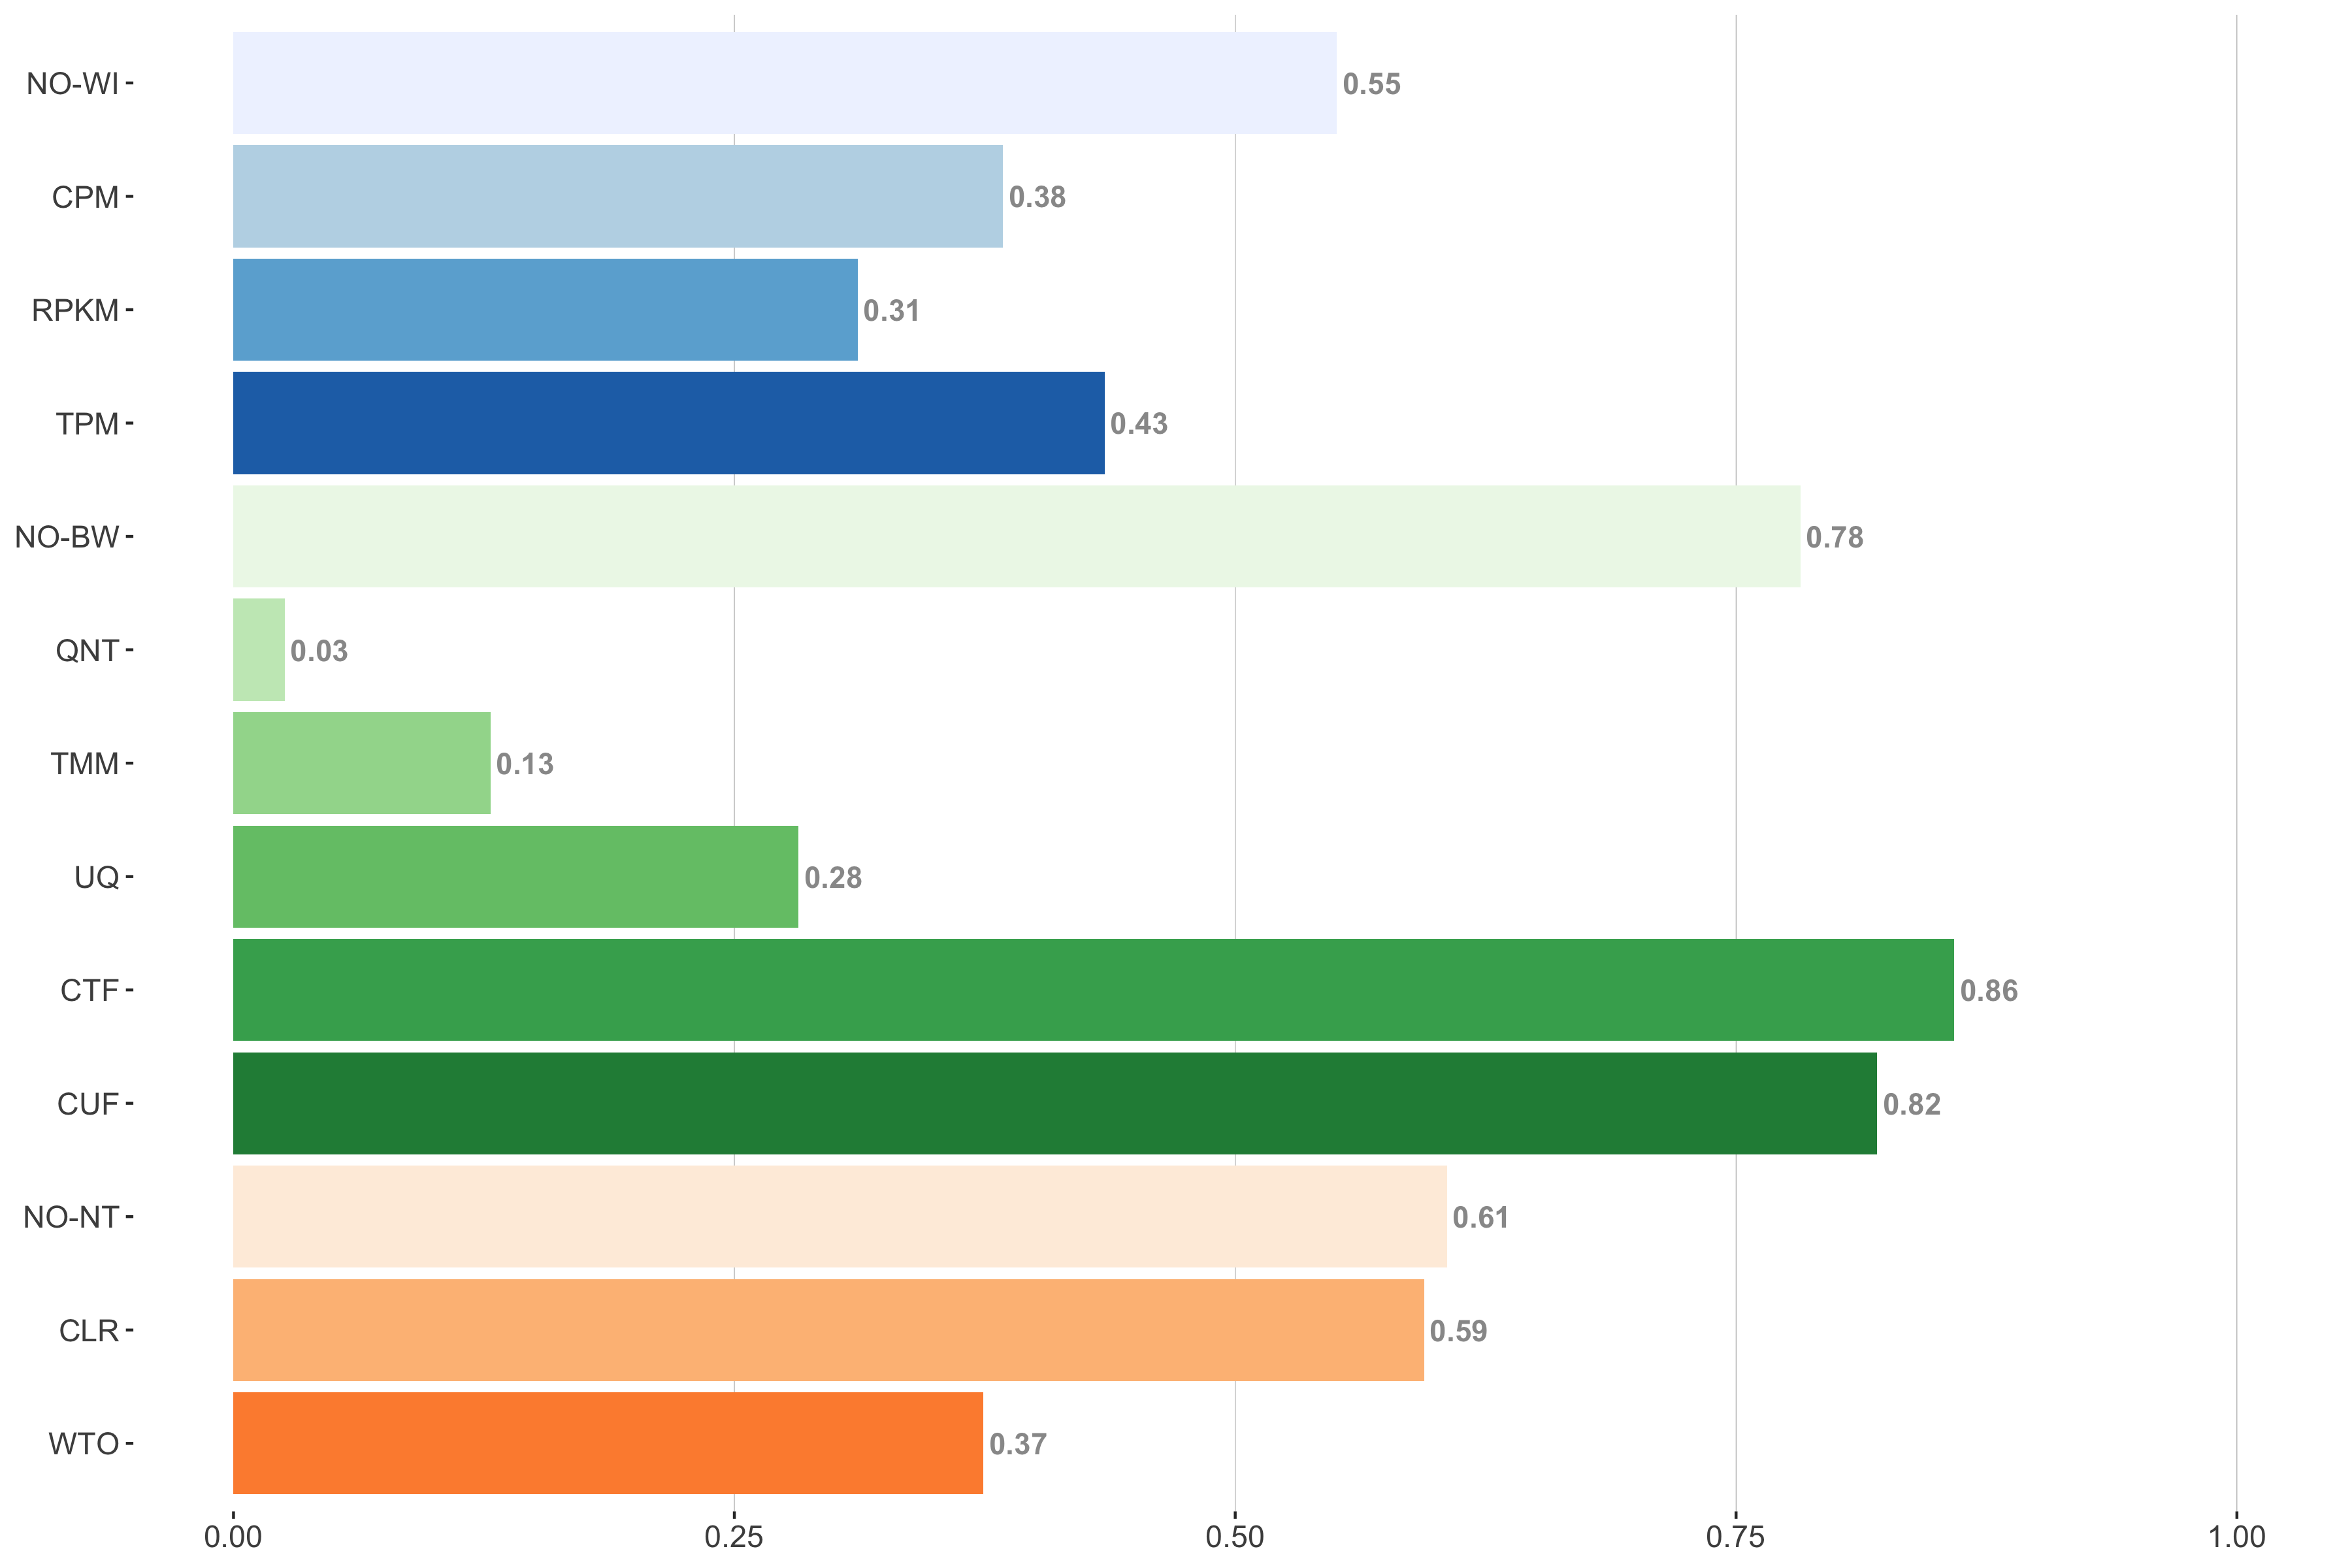 NO-WI 0.55
CPM 0.38
RPKM 0.31
TPM 0.43
NO-BW 0.78
QNT 0.03
TMM 0.13
UQ 0.28
CTF 0.86
CUF 0.82
NO-NT 0.61
CLR 0.59
WTO 0.37
0.00 0.25 0.50 0.75 1.00